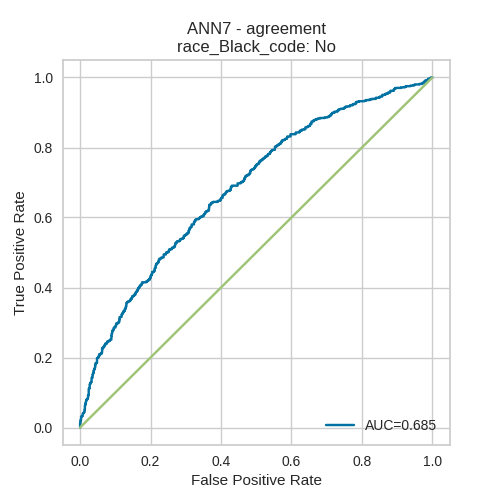 ANN7 - agreement
race_Black_code: No
True Positive Rate
1.0
0.8
0.6
0.4
0.2
0.0
AUC=0.685
0.0 0.2 0.4 0.6 0.8 1.0
False Positive Rate